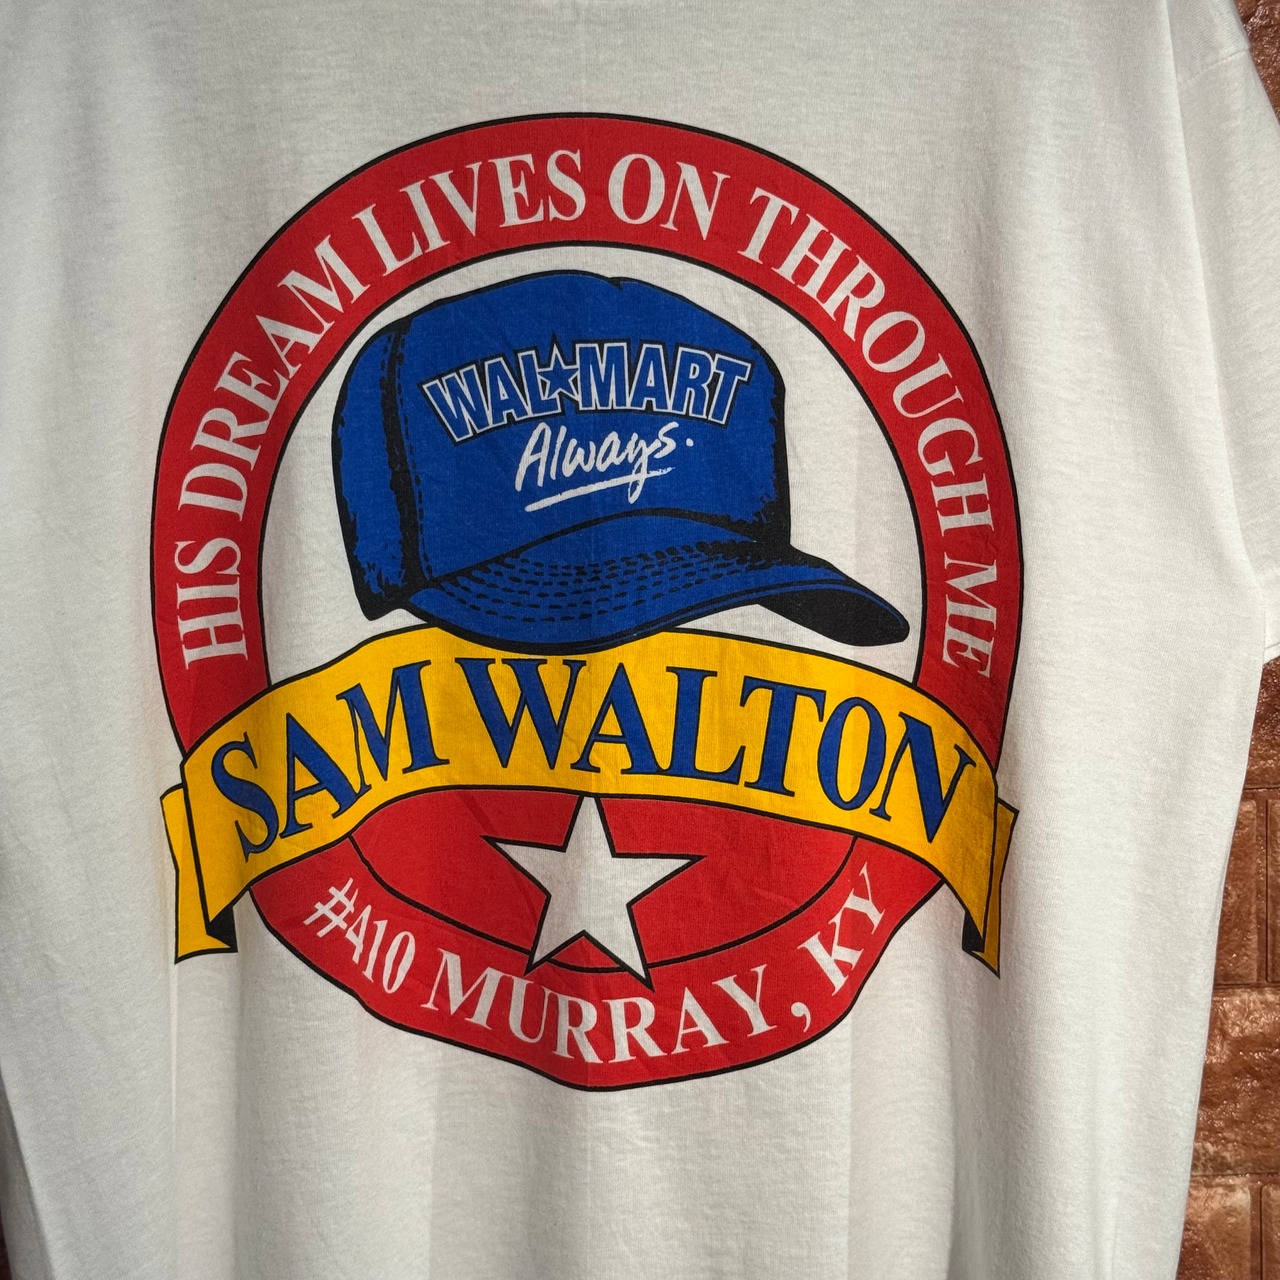 HIS DREAM LIVES ON THROUGH ME
WAL★MART
Always.
SAM WALTON
#410 MURRAY, KY